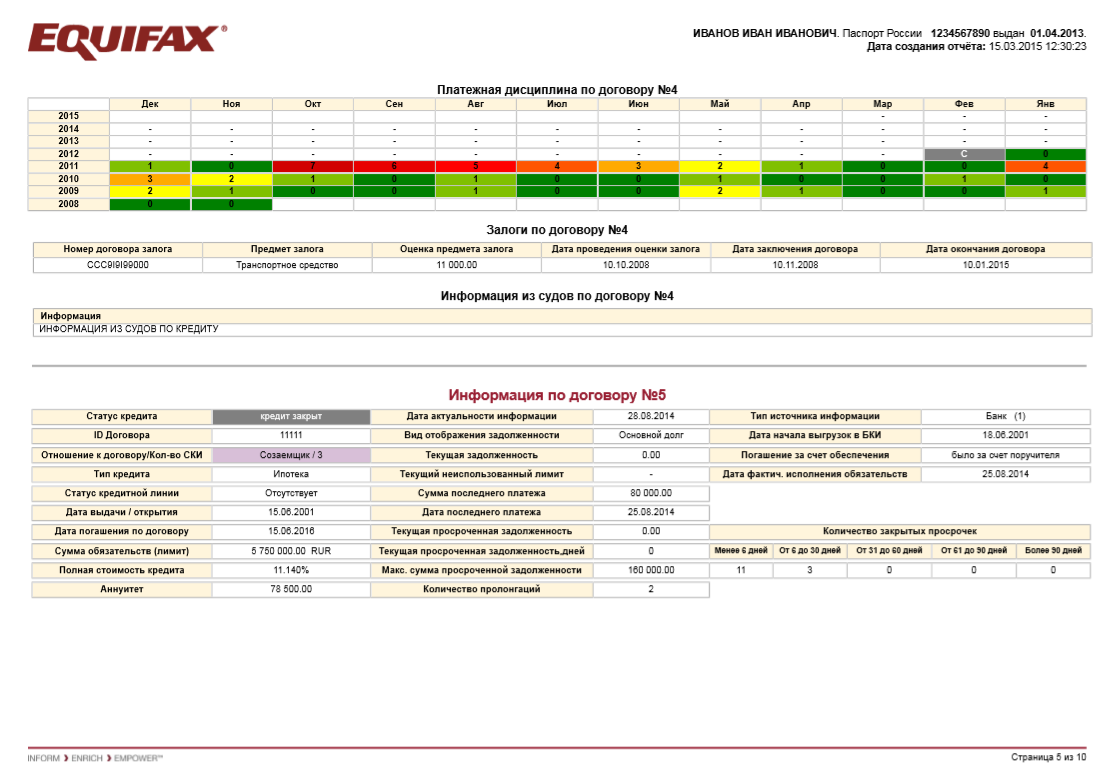 EQUIFAX®
ИВАНОВ ИВАН ИВАНОВИЧ. Паспорт России 1234567890 выдан 01.04.2013.
Дата создания отчёта: 15.03.2015 12:30:23
Платежная дисциплина по договору №4
Дек Ноя Окт Сен Авг Июл Июн Май Апр Мар Фев Янв
2015 - - -
2014 - - - - - - - - - - - -
2013 - - - - - - - - - - - -
2012 - - - - - - - - - - C 0
2011 1 0 7 6 5 4 3 2 1 0 0 4
2010 3 2 1 0 1 0 0 1 0 0 1 0
2009 2 1 0 0 1 0 0 2 1 0 0 1
2008 0 0
Залоги по договору №4
Номер договора залога Предмет залога Оценка предмета залога Дата проведения оценки залога Дата заключения договора Дата окончания договора
CCC9I9I99000 Транспортное средство 11 000.00 10.10.2008 10.11.2008 10.01.2015
Информация из судов по договору №4
Информация
ИНФОРМАЦИЯ ИЗ СУДОВ ПО КРЕДИТУ
Информация по договору №5
Статус кредита кредит закрыт Дата актуальности информации 28.08.2014 Тип источника информации Банк (1)
ID Договора 11111 Вид отображения задолженности Основной долг Дата начала выгрузок в БКИ 18.06.2001
Отношение к договору/Кол-во СКИ Созаемщик / 3 Текущая задолженность 0.00 Погашение за счет обеспечения было за счет поручителя
Тип кредита Ипотека Текущий неиспользованный лимит - Дата фактич. исполнения обязательств 25.08.2014
Статус кредитной линии Отсутствует Сумма последнего платежа 80 000.00
Дата выдачи / открытия 15.06.2001 Дата последнего платежа 25.08.2014
Дата погашения по договору 15.06.2016 Текущая просроченная задолженность 0.00 Количество закрытых просрочек
Сумма обязательств (лимит) 5 750 000.00 RUR Текущая просроченная задолженность,дней 0 Менее 6 дней От 6 до 30 дней От 31 до 60 дней От 61 до 90 дней Более 90 дней
Полная стоимость кредита 11.140% Макс. сумма просроченной задолженности 160 000.00 11 3 0 0 0
Аннуитет 78 500.00 Количество пролонгаций 2
INFORM ❯ ENRICH ❯ EMPOWER™
Страница 5 из 10